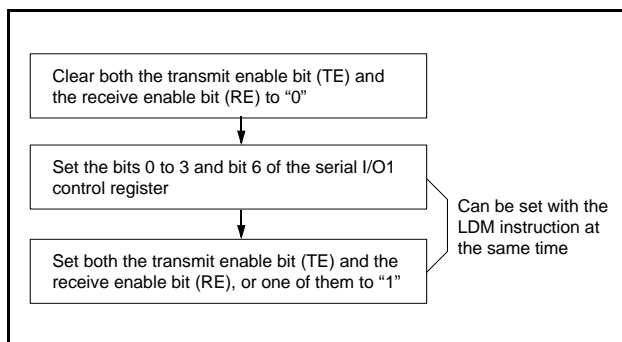 Clear both the transmit enable bit (TE) and
the receive enable bit (RE) to “0”
Set the bits 0 to 3 and bit 6 of the serial I/O1
control register
Set both the transmit enable bit (TE) and the
receive enable bit (RE), or one of them to “1”
Can be set with the
LDM instruction at
the same time